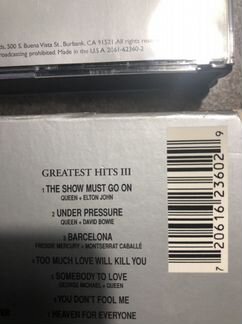 ds, 500 S. Buena Vista St., Burbank, CA 91521 All rights
roadcasting prohibited. Made in the U.S.A. 2061-62360-2
GREATEST HITS III
1 THE SHOW MUST GO ON
QUEEN + ELTON JOHN
2 UNDER PRESSURE
QUEEN + DAVID BOWIE
3 BARCELONA
FREDDIE MERCURY + MONTSERRAT CABALLÉ
4 TOO MUCH LOVE WILL KILL YOU
5 SOMEBODY TO LOVE
GEORGE MICHAEL + QUEEN
6 YOU DON'T FOOL ME
HEAVEN FOR EVERYONE
7 20616 23602 9